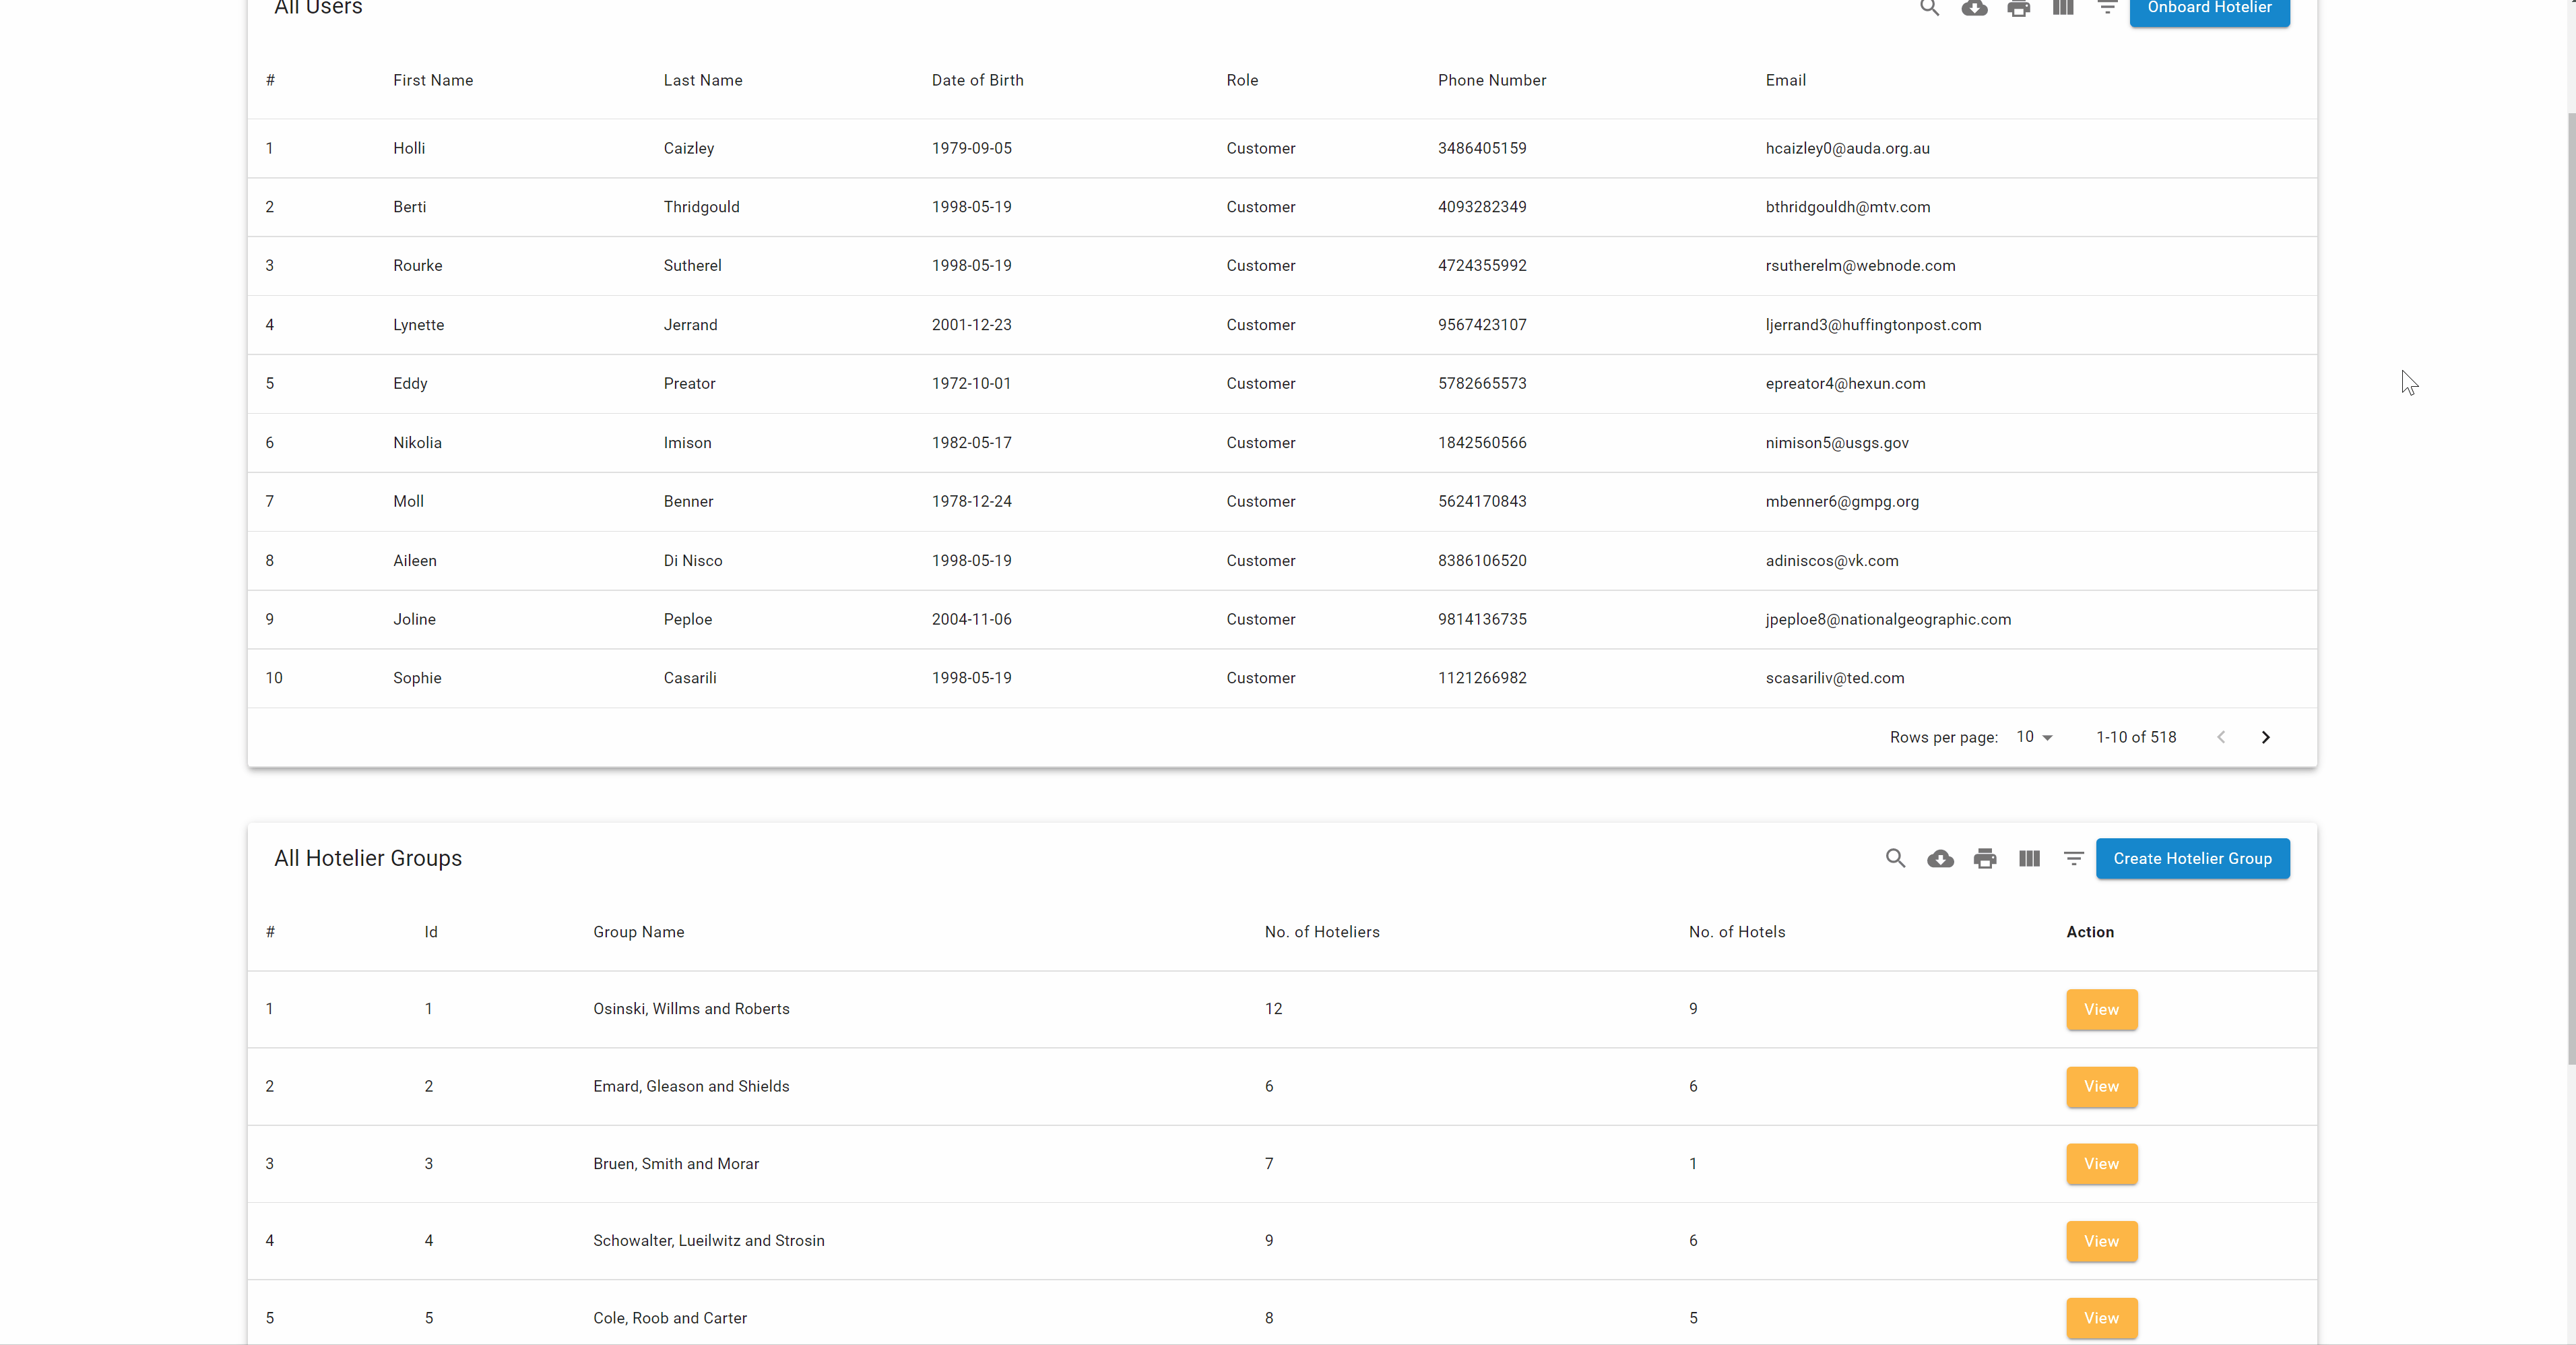 All Users Onboard Hotelier
# First Name Last Name Date of Birth Role Phone Number Email
1 Holli Caizley 1979-09-05 Customer 3486405159 hcaizley0@auda.org.au
2 Berti Thridgould 1998-05-19 Customer 4093282349 bthridgouldh@mtv.com
3 Rourke Sutherel 1998-05-19 Customer 4724355992 rsutherelm@webnode.com
4 Lynette Jerrand 2001-12-23 Customer 9567423107 ljerrand3@huffingtonpost.com
5 Eddy Preator 1972-10-01 Customer 5782665573 epreator4@hexun.com
6 Nikolia Imison 1982-05-17 Customer 1842560566 nimison5@usgs.gov
7 Moll Benner 1978-12-24 Customer 5624170843 mbenner6@gmpg.org
8 Aileen Di Nisco 1998-05-19 Customer 8386106520 adiniscos@vk.com
9 Joline Peploe 2004-11-06 Customer 9814136735 jpeploe8@nationalgeographic.com
10 Sophie Casarili 1998-05-19 Customer 1121266982 scasariliv@ted.com
Rows per page: 10 1-10 of 518
All Hotelier Groups Create Hotelier Group
# Id Group Name No. of Hoteliers No. of Hotels Action
1 1 Osinski, Willms and Roberts 12 9 View
2 2 Emard, Gleason and Shields 6 6 View
3 3 Bruen, Smith and Morar 7 1 View
4 4 Schowalter, Lueilwitz and Strosin 9 6 View
5 5 Cole, Roob and Carter 8 5 View